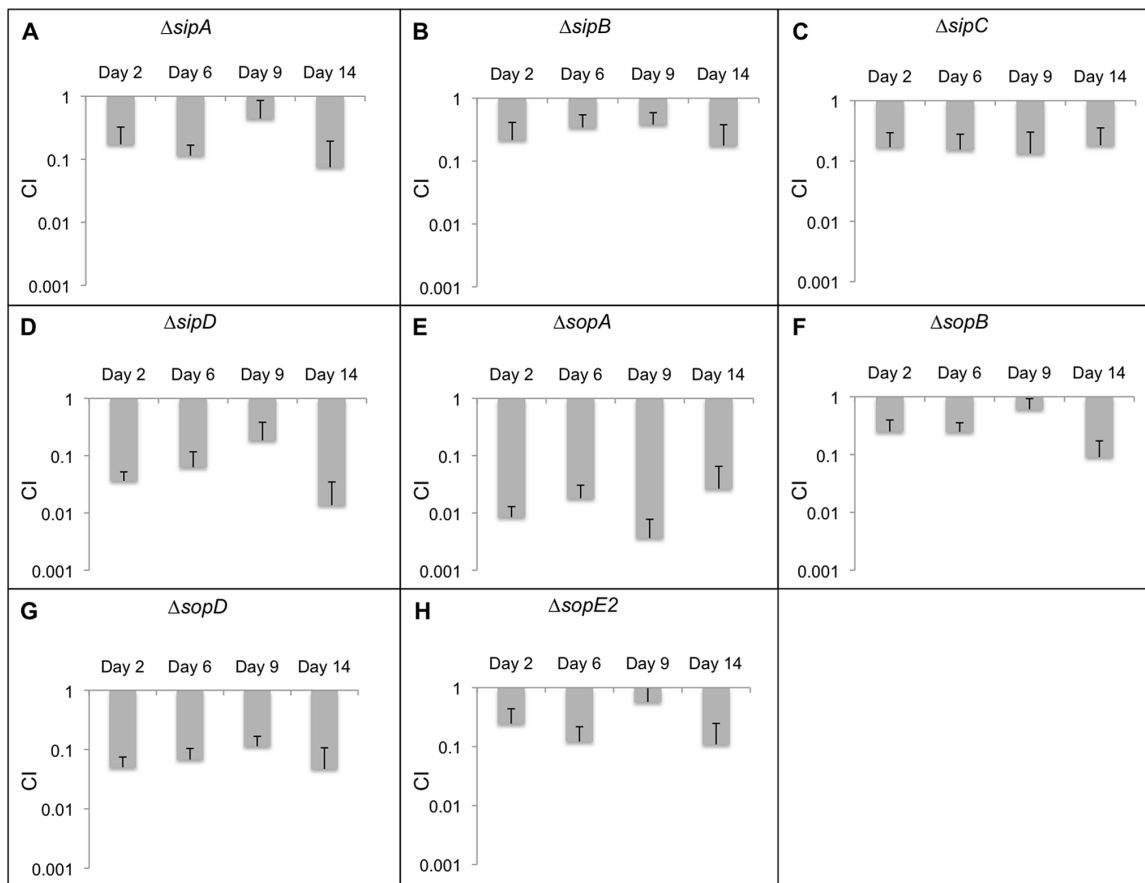 A ΔsipA
Day 2 Day 6 Day 9 Day 14
1
0.1
0.01
0.001
CI
B ΔsipB
Day 2 Day 6 Day 9 Day 14
1
0.1
0.01
0.001
CI
C ΔsipC
Day 2 Day 6 Day 9 Day 14
1
0.1
0.01
0.001
CI
D ΔsipD
Day 2 Day 6 Day 9 Day 14
1
0.1
0.01
0.001
CI
E ΔsopA
Day 2 Day 6 Day 9 Day 14
1
0.1
0.01
0.001
CI
F ΔsopB
Day 2 Day 6 Day 9 Day 14
1
0.1
0.01
0.001
CI
G ΔsopD
Day 2 Day 6 Day 9 Day 14
1
0.1
0.01
0.001
CI
H ΔsopE2
Day 2 Day 6 Day 9 Day 14
1
0.1
0.01
0.001
CI